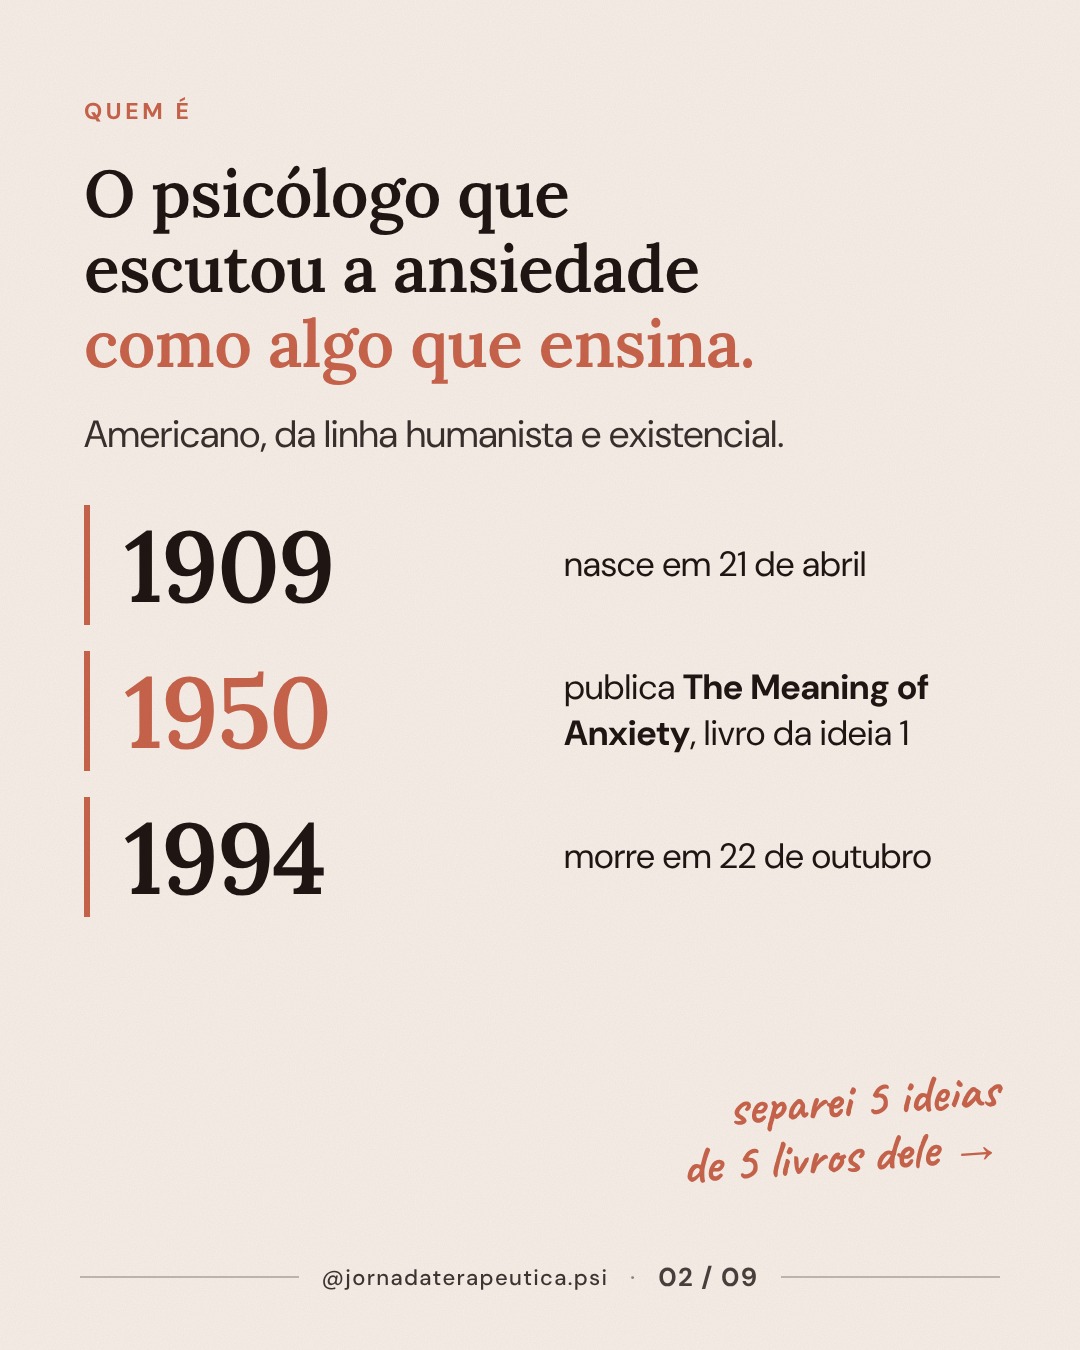 QUEM É
O psicólogo que
escutou a ansiedade
como algo que ensina.
Americano, da linha humanista e existencial.
1909
nasce em 21 de abril
1950
publica The Meaning of
Anxiety, livro da ideia 1
1994
morre em 22 de outubro
separei 5 ideias
de 5 livros dele →
@jornadaterapeutica.psi · 02 / 09